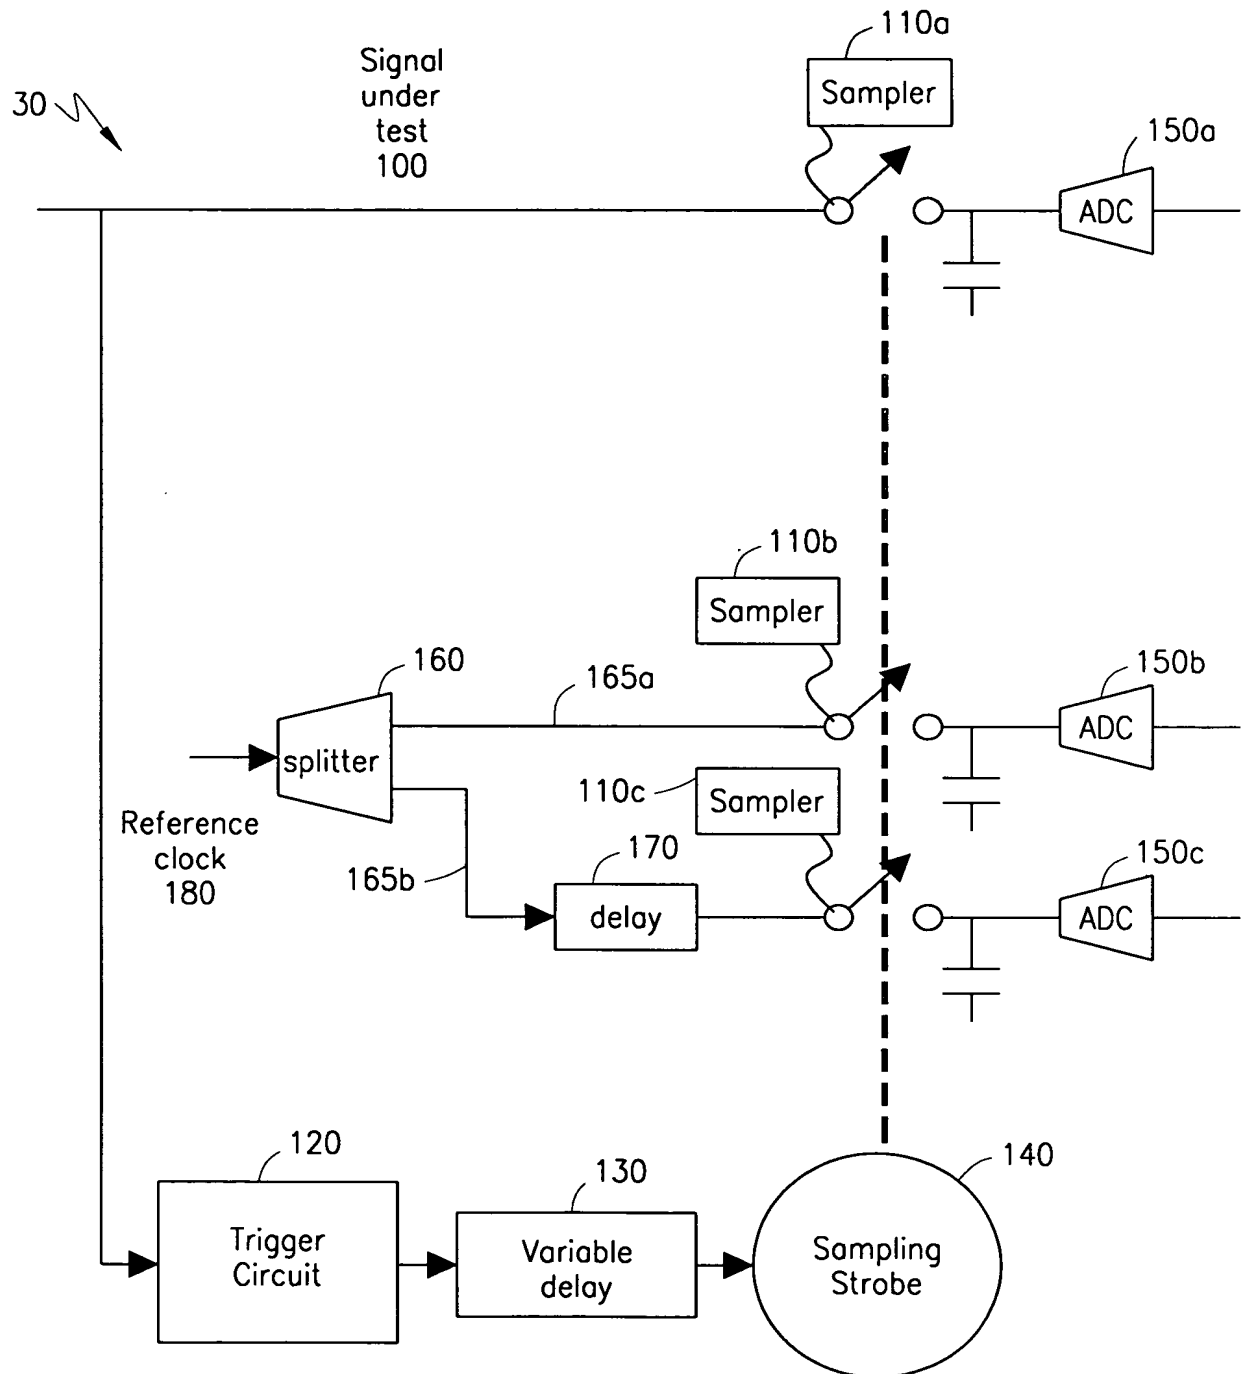 110a
Signal
under
test
100
Sampler
30
150a
ADC
110b
Sampler
160
165a
150b
splitter
ADC
110c
Sampler
Reference
clock
180
165b
170
150c
delay
ADC
120
130
140
Trigger
Circuit
Variable
delay
Sampling
Strobe